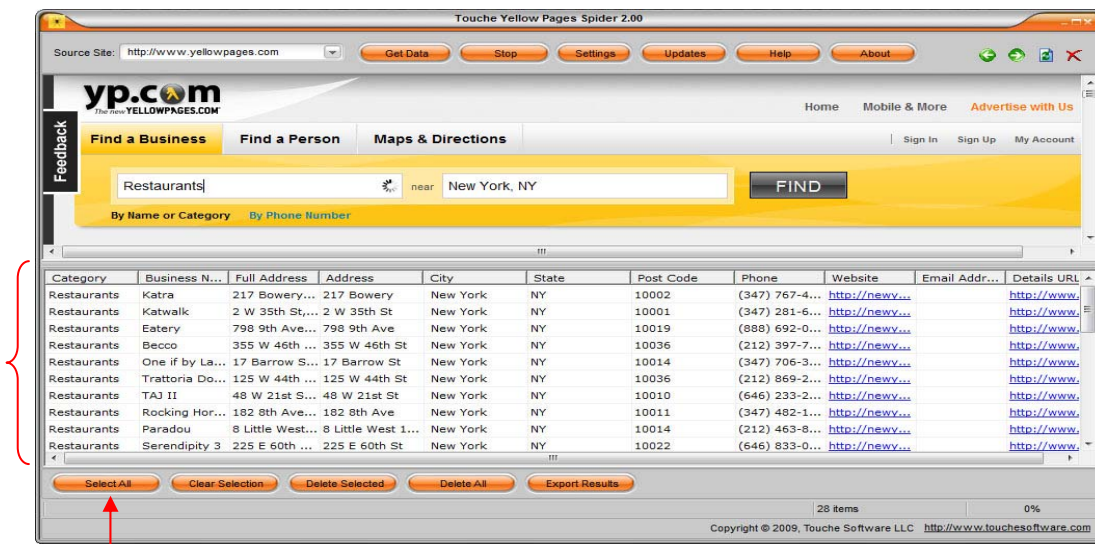 Touche Yellow Pages Spider 2.00
Source Site: http://www.yellowpages.com Get Data Stop Settings Updates Help About
yp.com
The new YELLOWPAGES.COM
Home Mobile & More Advertise with Us
Feedback
Find a Business Find a Person Maps & Directions | Sign In Sign Up My Account
Restaurants near New York, NY FIND
By Name or Category By Phone Number
Category Business N... Full Address Address City State Post Code Phone Website Email Addr... Details URL
Restaurants Katra 217 Bowery... 217 Bowery New York NY 10002 (347) 767-4... http://newy... http://www.
Restaurants Katwalk 2 W 35th St,... 2 W 35th St New York NY 10001 (347) 281-6... http://newy... http://www.
Restaurants Eatery 798 9th Ave... 798 9th Ave New York NY 10019 (888) 692-0... http://newy... http://www.
Restaurants Becco 355 W 46th ... 355 W 46th St New York NY 10036 (212) 397-7... http://newy... http://www.
Restaurants One if by La... 17 Barrow S... 17 Barrow St New York NY 10014 (347) 706-3... http://newy... http://www.
Restaurants Trattoria Do... 125 W 44th ... 125 W 44th St New York NY 10036 (212) 869-2... http://newy... http://www.
Restaurants TAJ II 48 W 21st S... 48 W 21st St New York NY 10010 (646) 233-2... http://newy... http://www.
Restaurants Rocking Hor... 182 8th Ave... 182 8th Ave New York NY 10011 (347) 482-1... http://newy... http://www.
Restaurants Paradou 8 Little West... 8 Little West 1... New York NY 10014 (212) 463-8... http://newy... http://www.
Restaurants Serendipity 3 225 E 60th ... 225 E 60th St New York NY 10022 (646) 833-0... http://newy... http://www.
Select All Clear Selection Delete Selected Delete All Export Results
28 items 0%
Copyright © 2009, Touche Software LLC http://www.touchesoftware.com